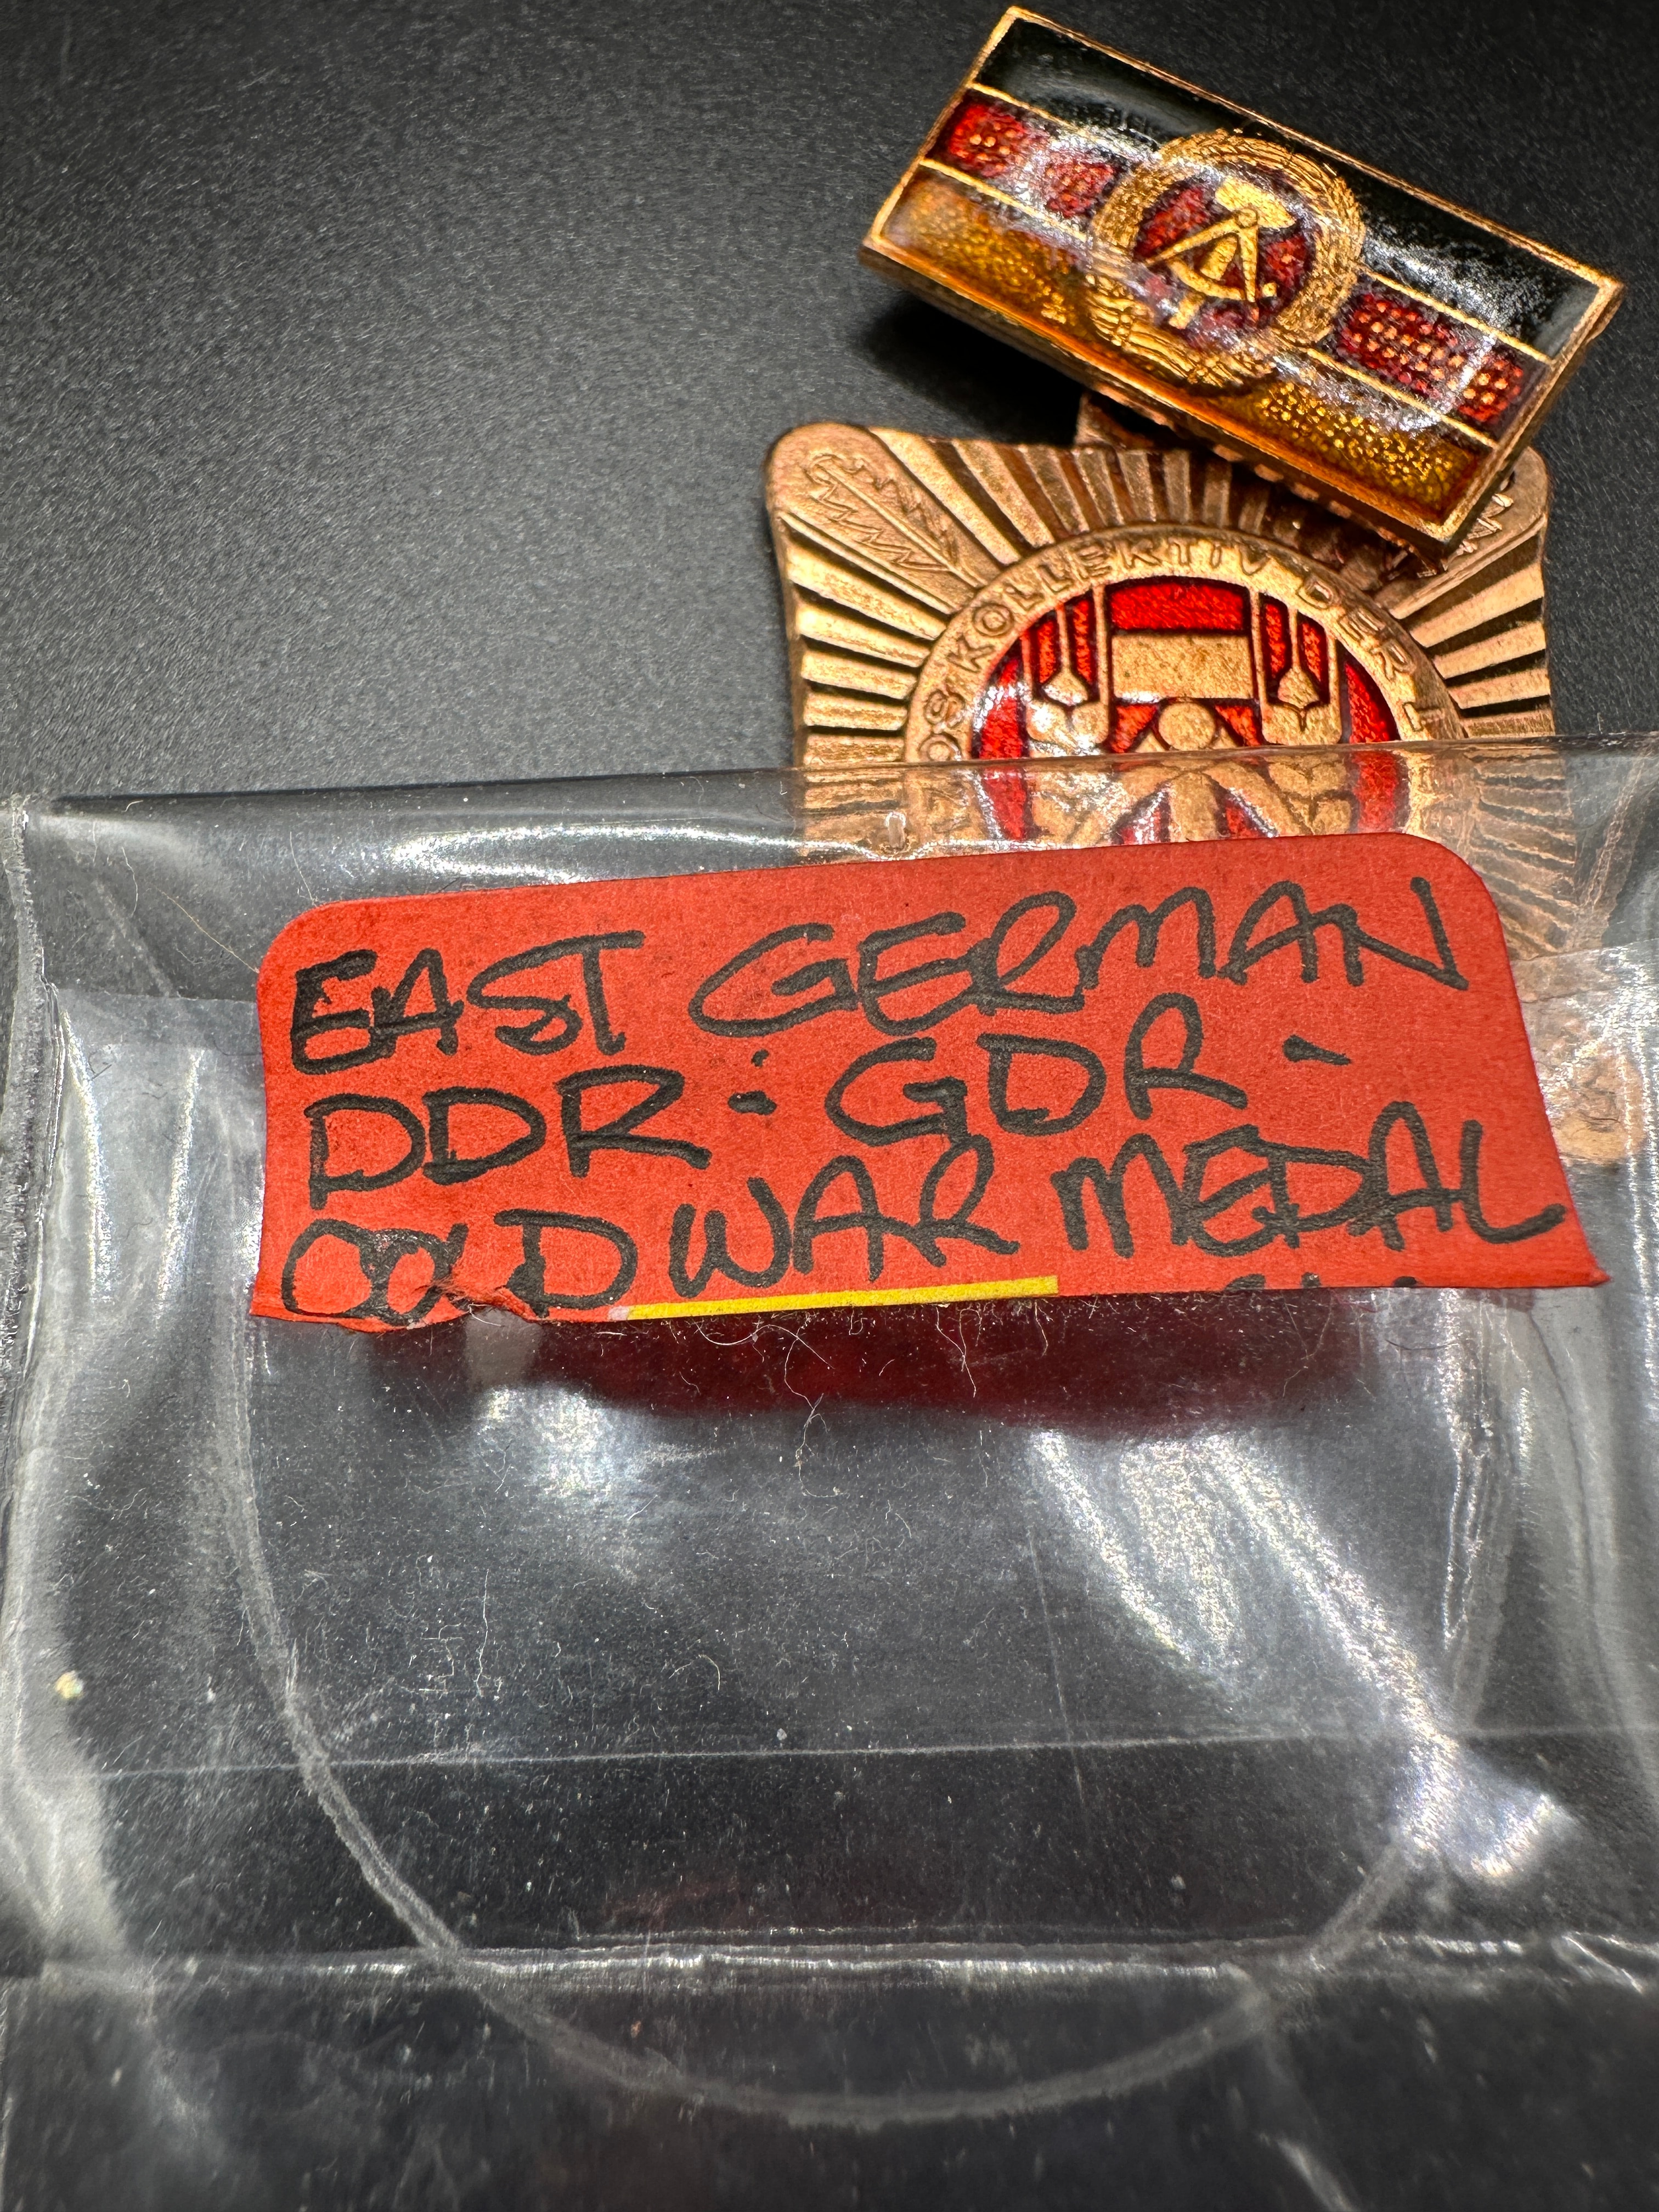 KOLLEKTIV DER
EAST GERMAN
DDR - GDR -
COLD WAR MEDAL